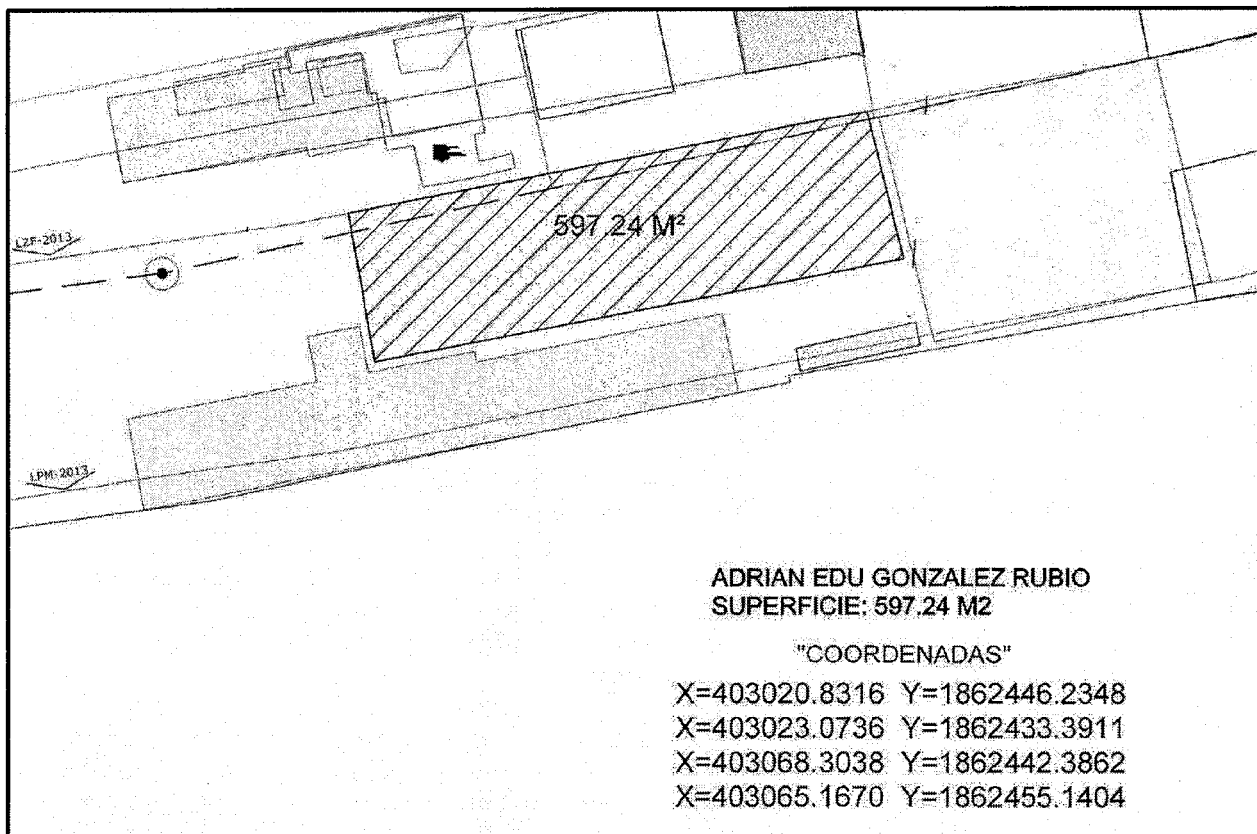 597.24 M²
LZF-2013
LPM-2013
ADRIAN EDU GONZALEZ RUBIO
SUPERFICIE: 597.24 M2
"COORDENADAS"
X=403020.8316 Y=1862446.2348
X=403023.0736 Y=1862433.3911
X=403068.3038 Y=1862442.3862
X=403065.1670 Y=1862455.1404